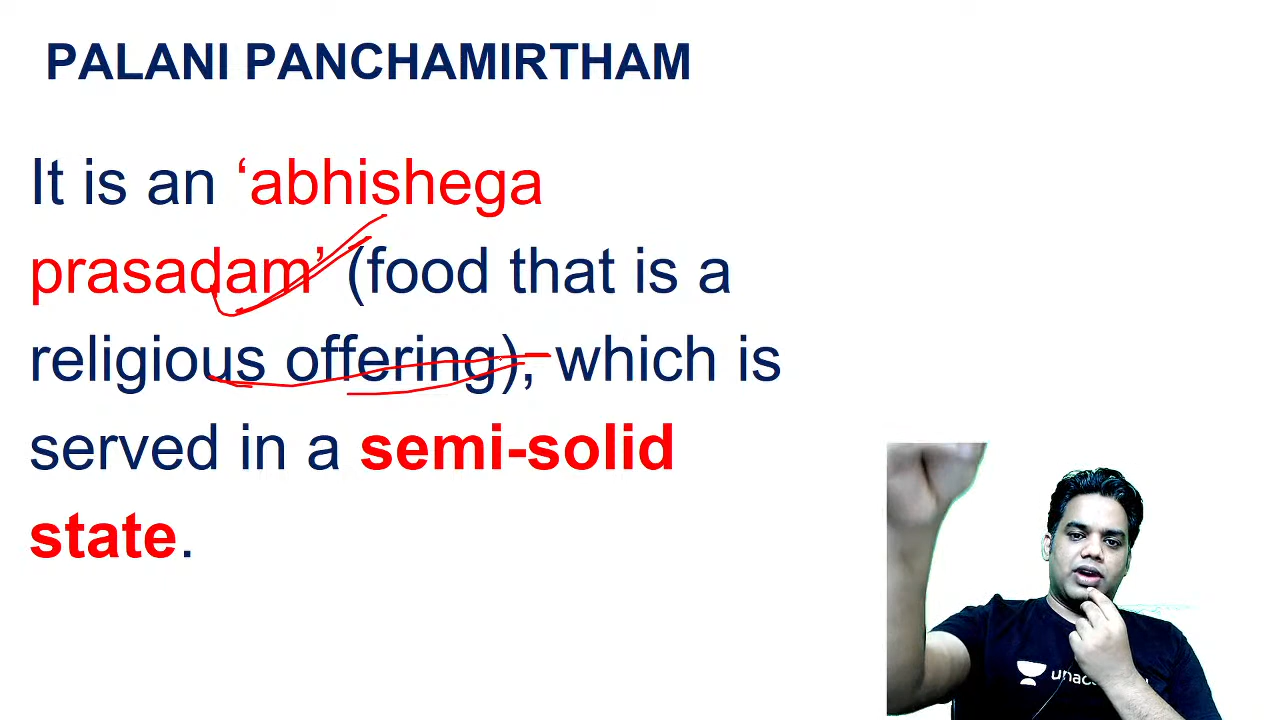 PALANI PANCHAMIRTHAM
It is an ‘abhishega
prasadam’ (food that is a
religious offering), which is
served in a semi-solid
state.